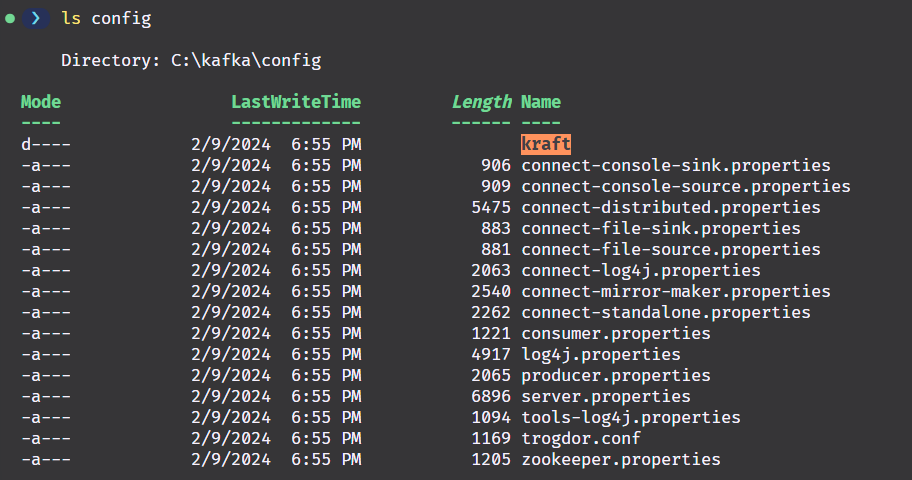 ❯ ls config
Directory: C:\kafka\config
Mode LastWriteTime Length Name
---- ------------- ------ ----
d---- 2/9/2024 6:55 PM kraft
-a--- 2/9/2024 6:55 PM 906 connect-console-sink.properties
-a--- 2/9/2024 6:55 PM 909 connect-console-source.properties
-a--- 2/9/2024 6:55 PM 5475 connect-distributed.properties
-a--- 2/9/2024 6:55 PM 883 connect-file-sink.properties
-a--- 2/9/2024 6:55 PM 881 connect-file-source.properties
-a--- 2/9/2024 6:55 PM 2063 connect-log4j.properties
-a--- 2/9/2024 6:55 PM 2540 connect-mirror-maker.properties
-a--- 2/9/2024 6:55 PM 2262 connect-standalone.properties
-a--- 2/9/2024 6:55 PM 1221 consumer.properties
-a--- 2/9/2024 6:55 PM 4917 log4j.properties
-a--- 2/9/2024 6:55 PM 2065 producer.properties
-a--- 2/9/2024 6:55 PM 6896 server.properties
-a--- 2/9/2024 6:55 PM 1094 tools-log4j.properties
-a--- 2/9/2024 6:55 PM 1169 trogdor.conf
-a--- 2/9/2024 6:55 PM 1205 zookeeper.properties